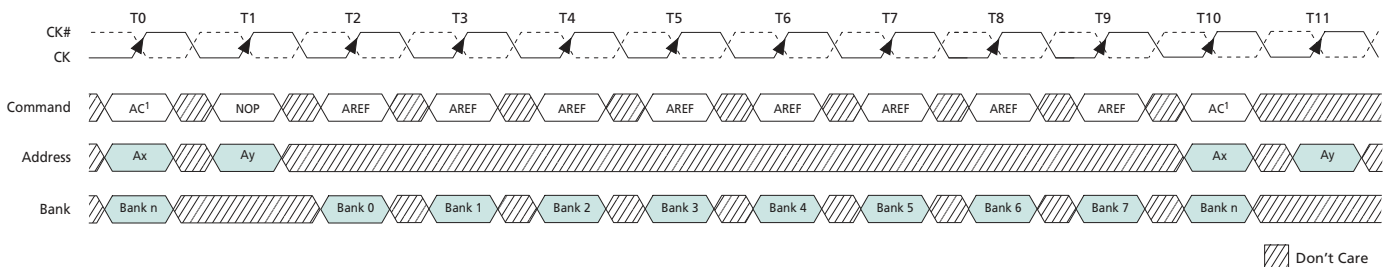 T0 T1 T2 T3 T4 T5 T6 T7 T8 T9 T10 T11
CK#
CK
Command AC¹ NOP AREF AREF AREF AREF AREF AREF AREF AREF AC¹
Address Ax Ay Ax Ay
Bank Bank n Bank 0 Bank 1 Bank 2 Bank 3 Bank 4 Bank 5 Bank 6 Bank 7 Bank n
Don't Care